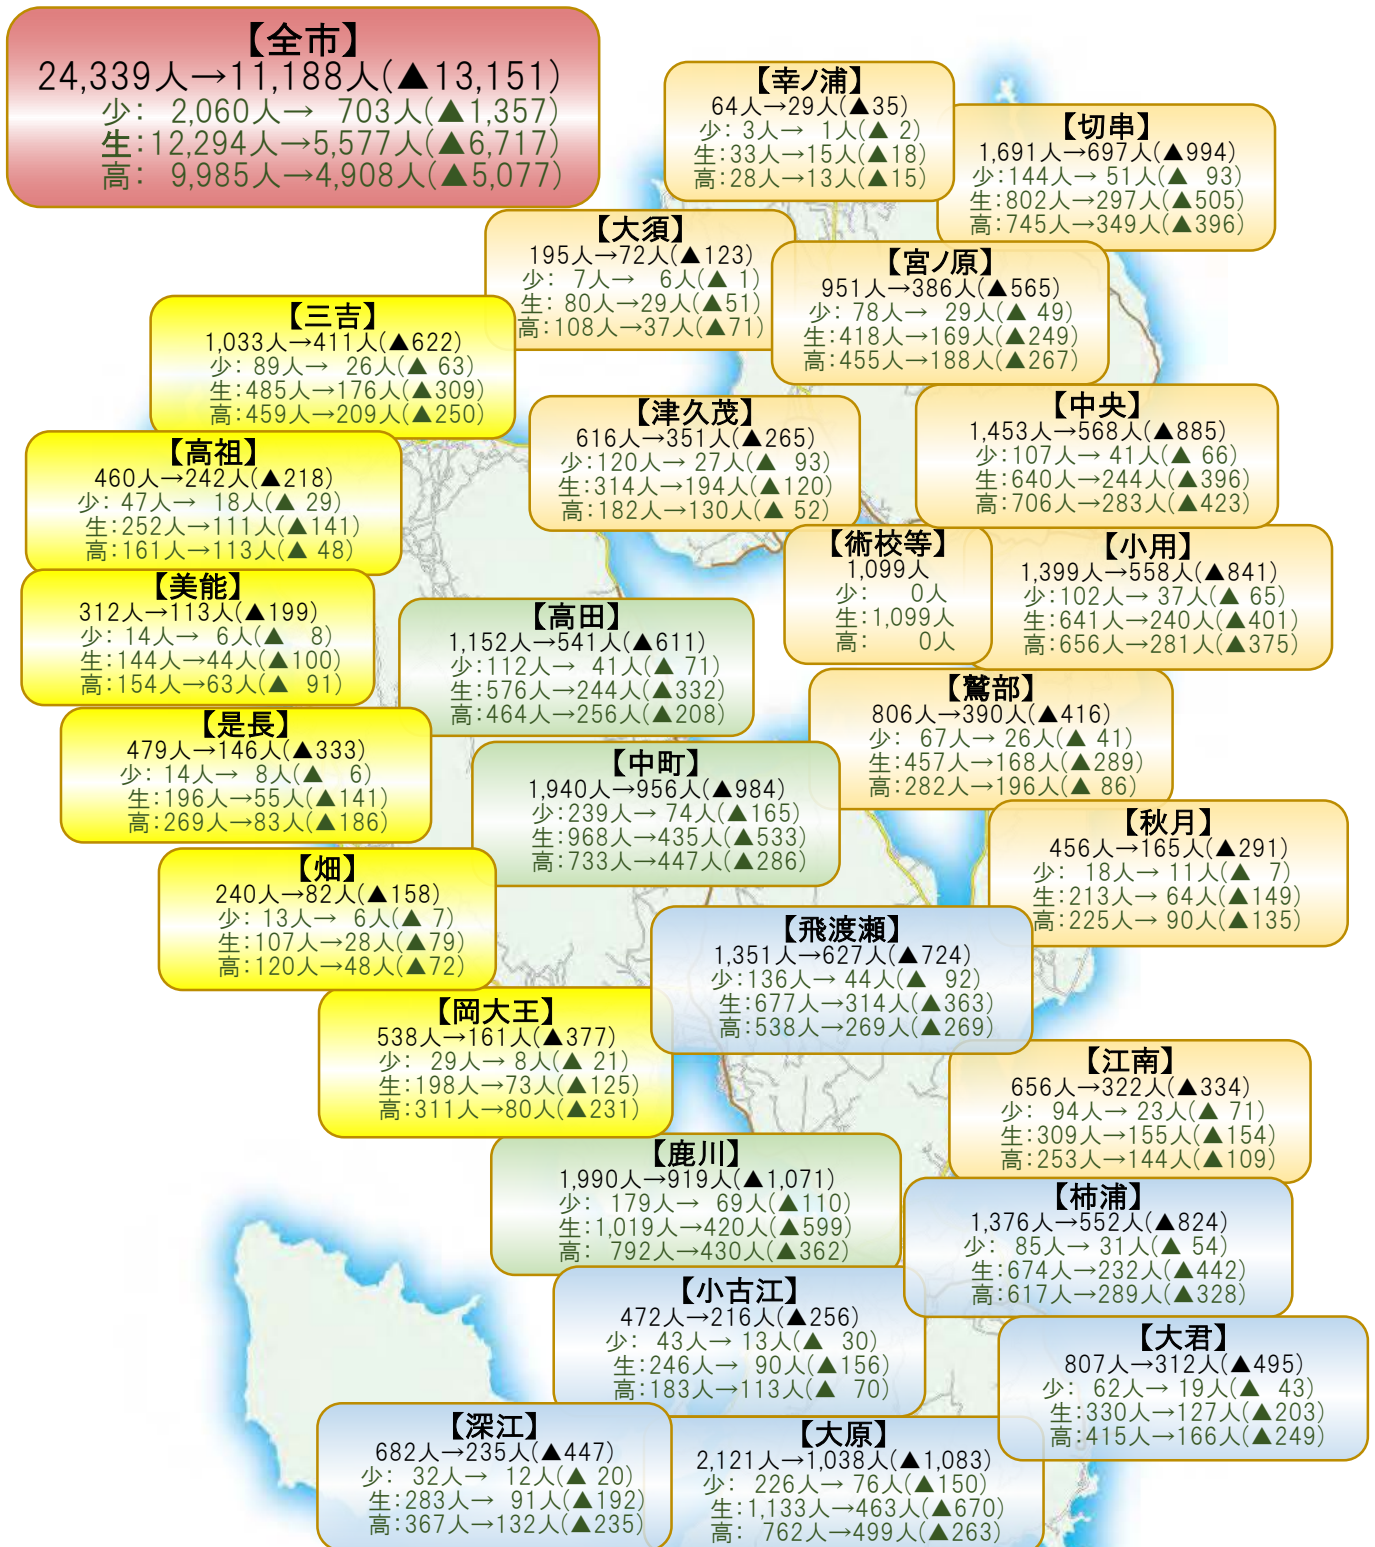 【全市】
24,339人→11,188人(▲13,151)
少: 2,060人→ 703人(▲1,357)
生:12,294人→5,577人(▲6,717)
高: 9,985人→4,908人(▲5,077)
【幸ノ浦】
64人→29人(▲35)
少: 3人→ 1人(▲ 2)
生:33人→15人(▲18)
高:28人→13人(▲15)
【切串】
1,691人→697人(▲994)
少:144人→ 51人(▲ 93)
生:802人→297人(▲505)
高:745人→349人(▲396)
【大須】
195人→72人(▲123)
少: 7人→ 6人(▲ 1)
生: 80人→29人(▲51)
高:108人→37人(▲71)
【宮ノ原】
951人→386人(▲565)
少: 78人→ 29人(▲ 49)
生:418人→169人(▲249)
高:455人→188人(▲267)
【三吉】
1,033人→411人(▲622)
少: 89人→ 26人(▲ 63)
生:485人→176人(▲309)
高:459人→209人(▲250)
【津久茂】
616人→351人(▲265)
少:120人→ 27人(▲ 93)
生:314人→194人(▲120)
高:182人→130人(▲ 52)
【中央】
1,453人→568人(▲885)
少:107人→ 41人(▲ 66)
生:640人→244人(▲396)
高:706人→283人(▲423)
【高祖】
460人→242人(▲218)
少: 47人→ 18人(▲ 29)
生:252人→111人(▲141)
高:161人→113人(▲ 48)
【術校等】
1,099人
少: 0人
生:1,099人
高: 0人
【小用】
1,399人→558人(▲841)
少:102人→ 37人(▲ 65)
生:641人→240人(▲401)
高:656人→281人(▲375)
【美能】
312人→113人(▲199)
少: 14人→ 6人(▲ 8)
生:144人→44人(▲100)
高:154人→63人(▲ 91)
【高田】
1,152人→541人(▲611)
少:112人→ 41人(▲ 71)
生:576人→244人(▲332)
高:464人→256人(▲208)
【鷲部】
806人→390人(▲416)
少: 67人→ 26人(▲ 41)
生:457人→168人(▲289)
高:282人→196人(▲ 86)
【是長】
479人→146人(▲333)
少: 14人→ 8人(▲ 6)
生:196人→55人(▲141)
高:269人→83人(▲186)
【中町】
1,940人→956人(▲984)
少:239人→ 74人(▲165)
生:968人→435人(▲533)
高:733人→447人(▲286)
【秋月】
456人→165人(▲291)
少: 18人→ 11人(▲ 7)
生:213人→ 64人(▲149)
高:225人→ 90人(▲135)
【畑】
240人→82人(▲158)
少: 13人→ 6人(▲ 7)
生:107人→28人(▲79)
高:120人→48人(▲72)
【飛渡瀬】
1,351人→627人(▲724)
少:136人→ 44人(▲ 92)
生:677人→314人(▲363)
高:538人→269人(▲269)
【岡大王】
538人→161人(▲377)
少: 29人→ 8人(▲ 21)
生:198人→73人(▲125)
高:311人→80人(▲231)
【江南】
656人→322人(▲334)
少: 94人→ 23人(▲ 71)
生:309人→155人(▲154)
高:253人→144人(▲109)
【鹿川】
1,990人→919人(▲1,071)
少: 179人→ 69人(▲110)
生:1,019人→420人(▲599)
高: 792人→430人(▲362)
【柿浦】
1,376人→552人(▲824)
少: 85人→ 31人(▲ 54)
生:674人→232人(▲442)
高:617人→289人(▲328)
【小古江】
472人→216人(▲256)
少: 43人→ 13人(▲ 30)
生:246人→ 90人(▲156)
高:183人→113人(▲ 70)
【大君】
807人→312人(▲495)
少: 62人→ 19人(▲ 43)
生:330人→127人(▲203)
高:415人→166人(▲249)
【深江】
682人→235人(▲447)
少: 32人→ 12人(▲ 20)
生:283人→ 91人(▲192)
高:367人→132人(▲235)
【大原】
2,121人→1,038人(▲1,083)
少: 226人→ 76人(▲150)
生:1,133人→463人(▲670)
高: 762人→499人(▲263)